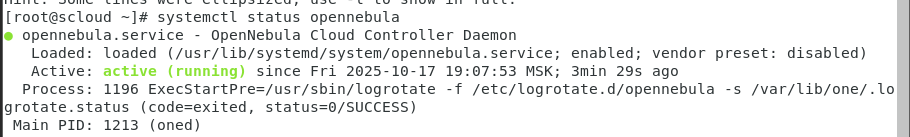 Hint: Some lines were ellipsized, use -l to show in full.
[root@scloud ~]# systemctl status opennebula
● opennebula.service - OpenNebula Cloud Controller Daemon
   Loaded: loaded (/usr/lib/systemd/system/opennebula.service; enabled; vendor preset: disabled)
   Active: active (running) since Fri 2025-10-17 19:07:53 MSK; 3min 29s ago
  Process: 1196 ExecStartPre=/usr/sbin/logrotate -f /etc/logrotate.d/opennebula -s /var/lib/one/.lo
grotate.status (code=exited, status=0/SUCCESS)
 Main PID: 1213 (oned)